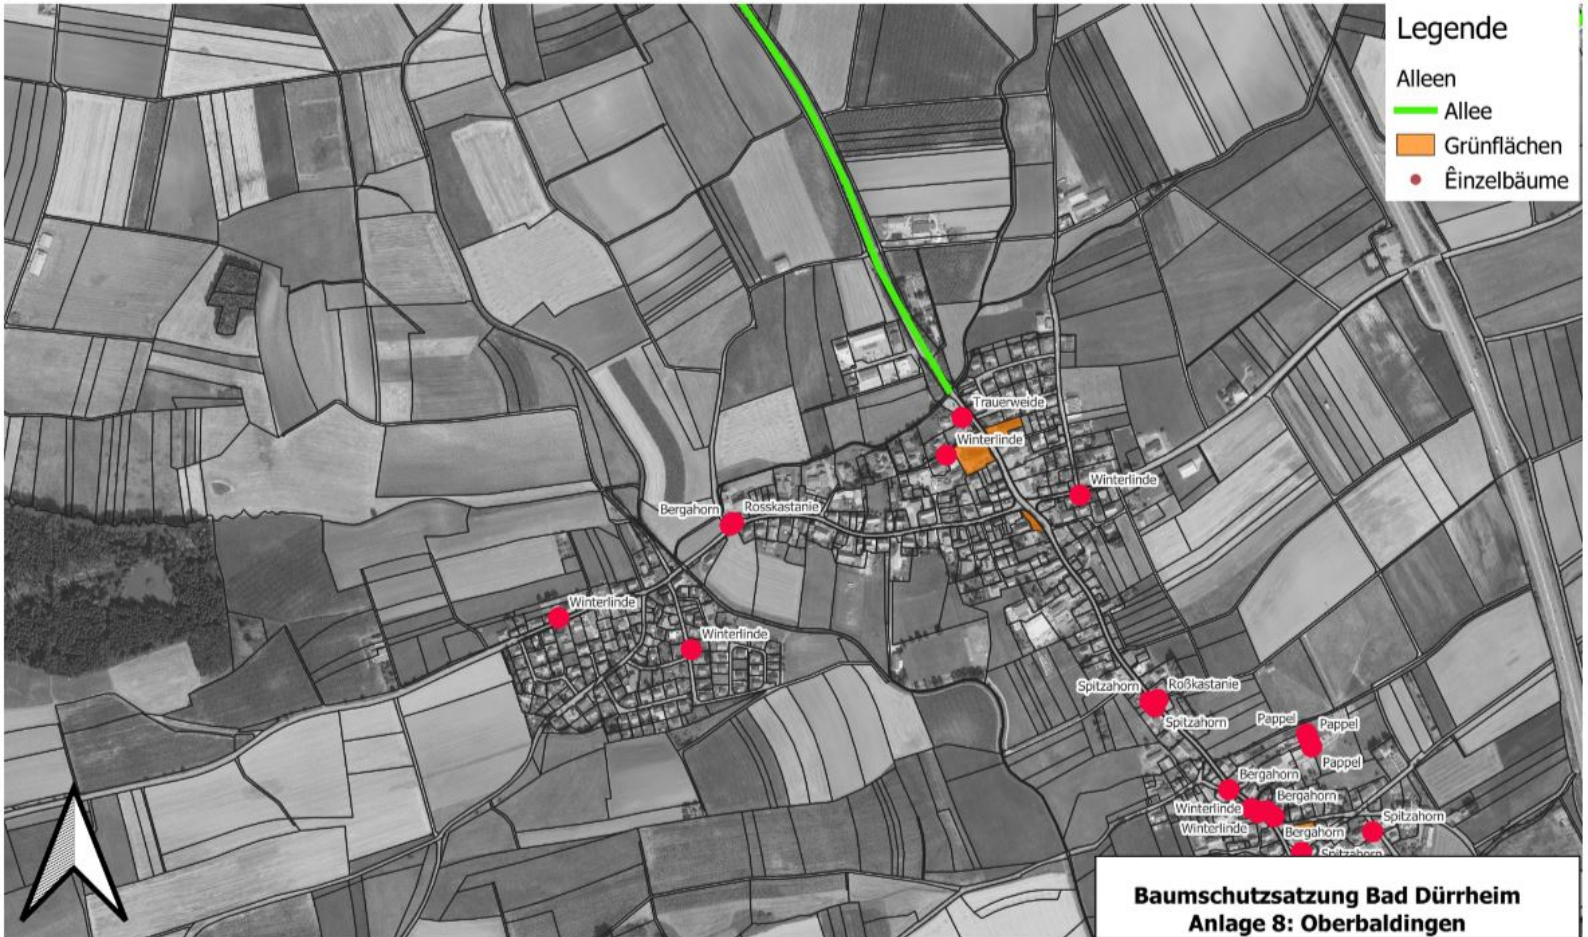 Legende
Alleen
Allee
Grünflächen
Êinzelbäume
Trauerweide
Winterlinde
Winterlinde
Bergahorn
Rosskastanie
Winterlinde
Winterlinde
Spitzahorn
Roßkastanie
Spitzahorn
Pappel
Pappel
Pappel
Bergahorn
Bergahorn
Winterlinde
Spitzahorn
Winterlinde
Bergahorn
Spitzahorn
Baumschutzsatzung Bad Dürrheim
Anlage 8: Oberbaldingen